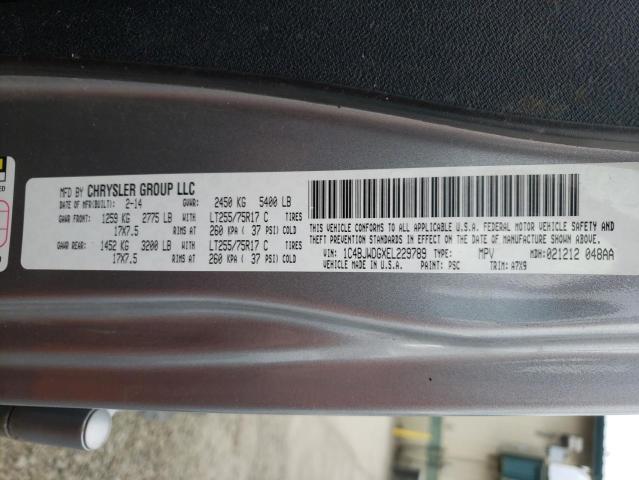 MFD BY CHRYSLER GROUP LLC
DATE OF MFR(BUILT): 2-14 GVWR: 2450 KG 5400 LB
GAWR FRONT: 1259 KG 2775 LB WITH LT255/75R17 C TIRES
17X7.5 RIMS AT 260 KPA ( 37 PSI) COLD
GAWR REAR: 1452 KG 3200 LB WITH LT255/75R17 C TIRES
17X7.5 RIMS AT 260 KPA ( 37 PSI) COLD
THIS VEHICLE CONFORMS TO ALL APPLICABLE U.S.A. FEDERAL MOTOR VEHICLE SAFETY AND
THEFT PREVENTION STANDARDS IN EFFECT ON THE DATE OF MANUFACTURE SHOWN ABOVE.
VIN: 1C4BJWDGXEL229789 TYPE: MPV MDH:021212 048AA
VEHICLE MADE IN U.S.A. PAINT: PSC TRIM: A7X9